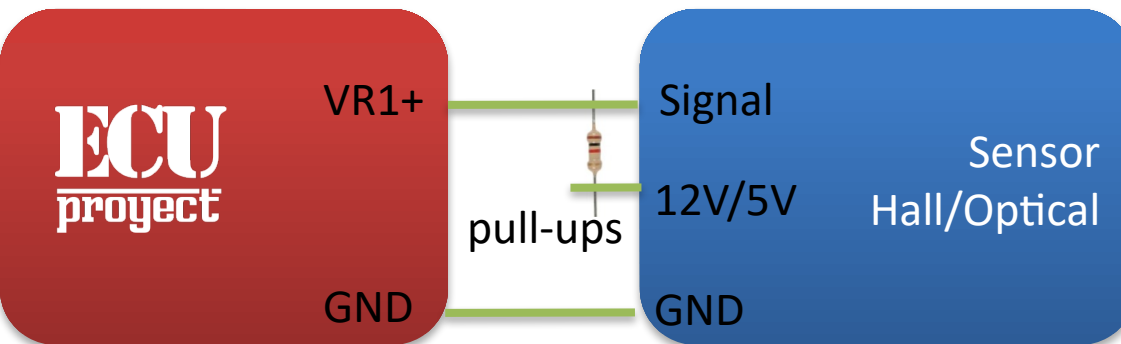 ECU
proyect
VR1+
GND
pull-ups
Signal
12V/5V
GND
Sensor
Hall/Optical